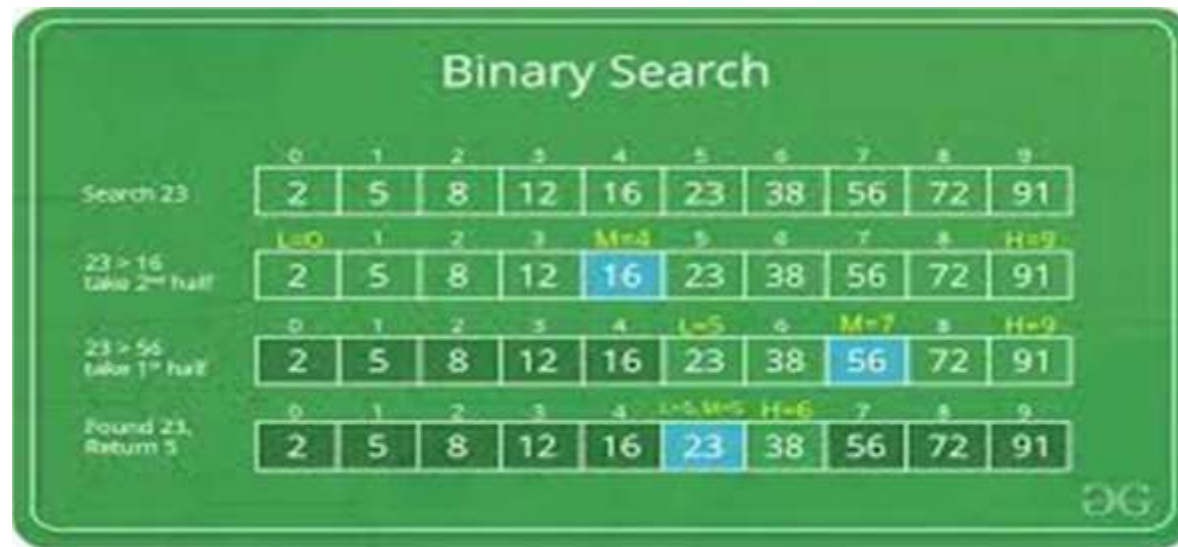 Binary Search
0 1 2 3 4 5 6 7 8 9
Search 23 2 5 8 12 16 23 38 56 72 91
L=0 1 2 3 M=4 5 6 7 8 H=9
23 > 16
take 2nd half
2 5 8 12 16 23 38 56 72 91
0 1 2 3 4 L=5 6 M=7 8 H=9
23 > 56
take 1st half
2 5 8 12 16 23 38 56 72 91
0 1 2 3 4 L=5, M=5 H=6 7 8 9
Found 23,
Return 5
2 5 8 12 16 23 38 56 72 91